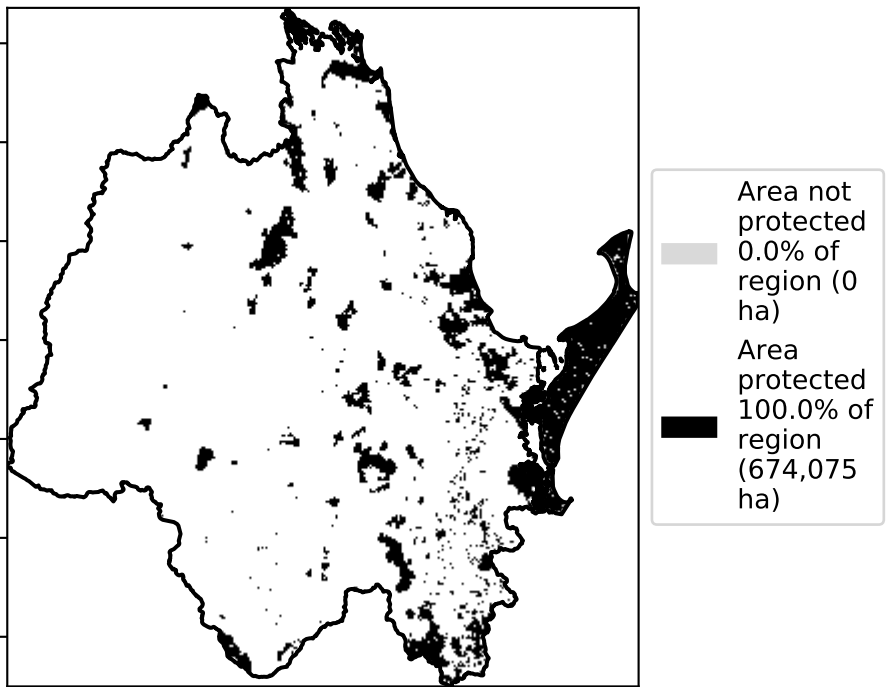 Area not
protected
0.0% of
region (0
ha)
Area
protected
100.0% of
region
(674,075
ha)